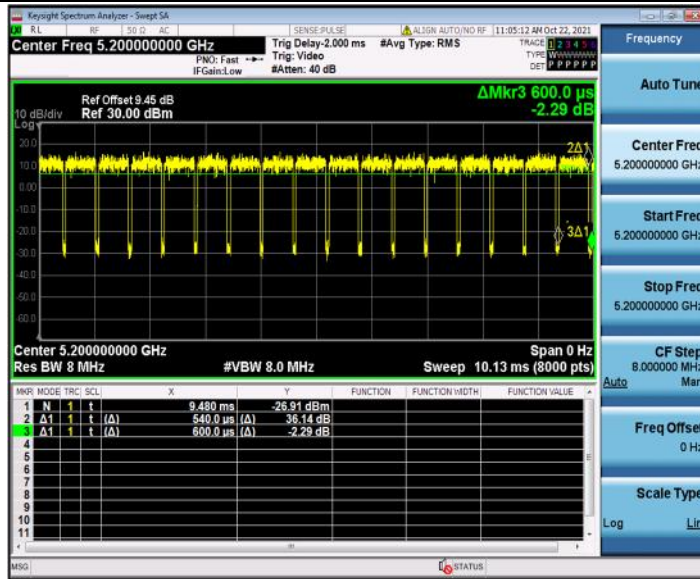 Keysight Spectrum Analyzer - Swept SA
RL RF 50 Ω AC SENSE:PULSE ALIGN AUTO/NO RF 11:05:12 AM Oct 22, 2021
Center Freq 5.200000000 GHz
PNO: Fast
IFGain:Low
Trig Delay-2.000 ms
Trig: Video
#Atten: 40 dB
#Avg Type: RMS
TRACE 1 2 3 4 5 6
TYPE
DET P P P P P P
Ref Offset 9.45 dB
10 dB/div Ref 30.00 dBm
Log
ΔMkr3 600.0 µs
-2.29 dB
20.0
10.0
0.00
-10.0
-20.0
-30.0
-40.0
-50.0
-60.0
2Δ1
3Δ1
Center 5.200000000 GHz Span 0 Hz
Res BW 8 MHz #VBW 8.0 MHz Sweep 10.13 ms (8000 pts)
MKR MODE TRC SCL X Y FUNCTION FUNCTION WIDTH FUNCTION VALUE
1 N 1 t 9.480 ms -26.91 dBm
2 Δ1 1 t (Δ) 540.0 µs (Δ) 36.14 dB
3 Δ1 1 t (Δ) 600.0 µs (Δ) -2.29 dB
4
5
6
7
8
9
10
11
MSG STATUS
Frequency
Auto Tune
Center Freq
5.200000000 GHz
Start Freq
5.200000000 GHz
Stop Freq
5.200000000 GHz
CF Step
8.000000 MHz
Auto Man
Freq Offset
0 Hz
Scale Type
Log Lin